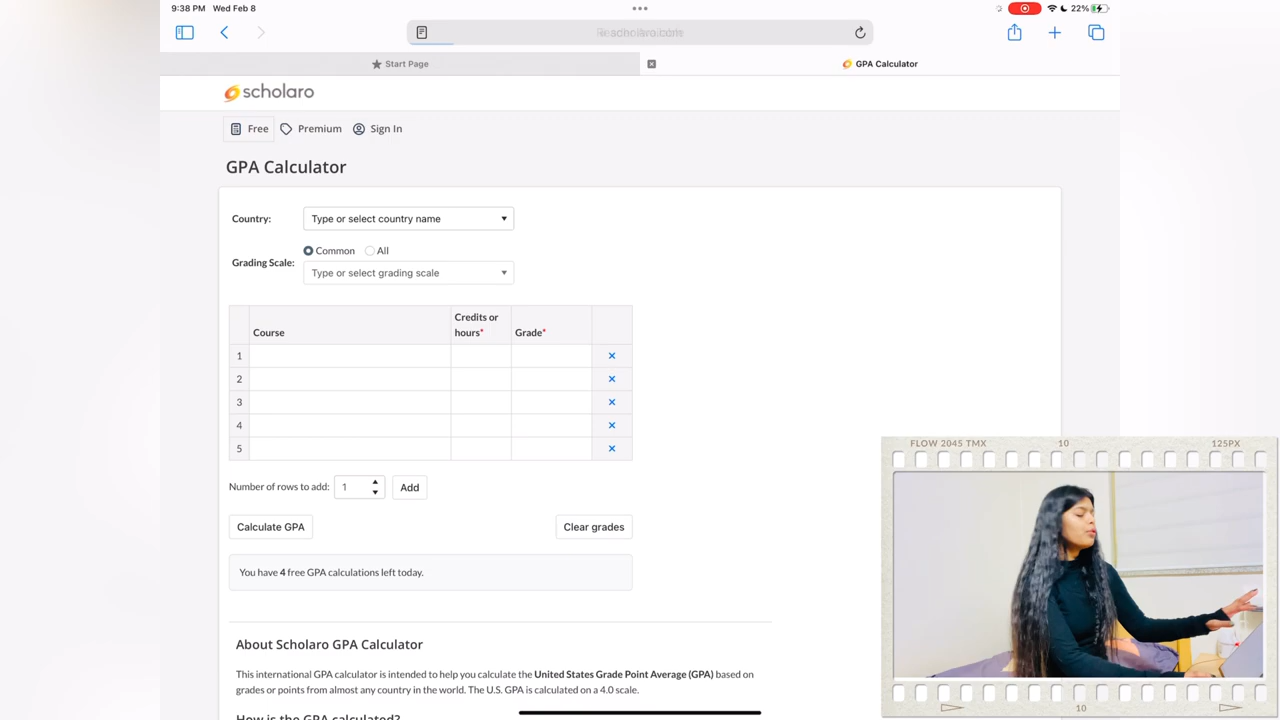 9:38 PM Wed Feb 8
22%
Start Page
GPA Calculator
scholaro
Free Premium Sign In
GPA Calculator
Country: Type or select country name
Common All
Grading Scale: Type or select grading scale
Course Credits or hours* Grade*
1
2
3
4
5
Number of rows to add: 1 Add
Calculate GPA Clear grades
You have 4 free GPA calculations left today.
About Scholaro GPA Calculator
This international GPA calculator is intended to help you calculate the United States Grade Point Average (GPA) based on
grades or points from almost any country in the world. The U.S. GPA is calculated on a 4.0 scale.
How is the GPA calculated?
FLOW 2045 TMX 10 125PX
10